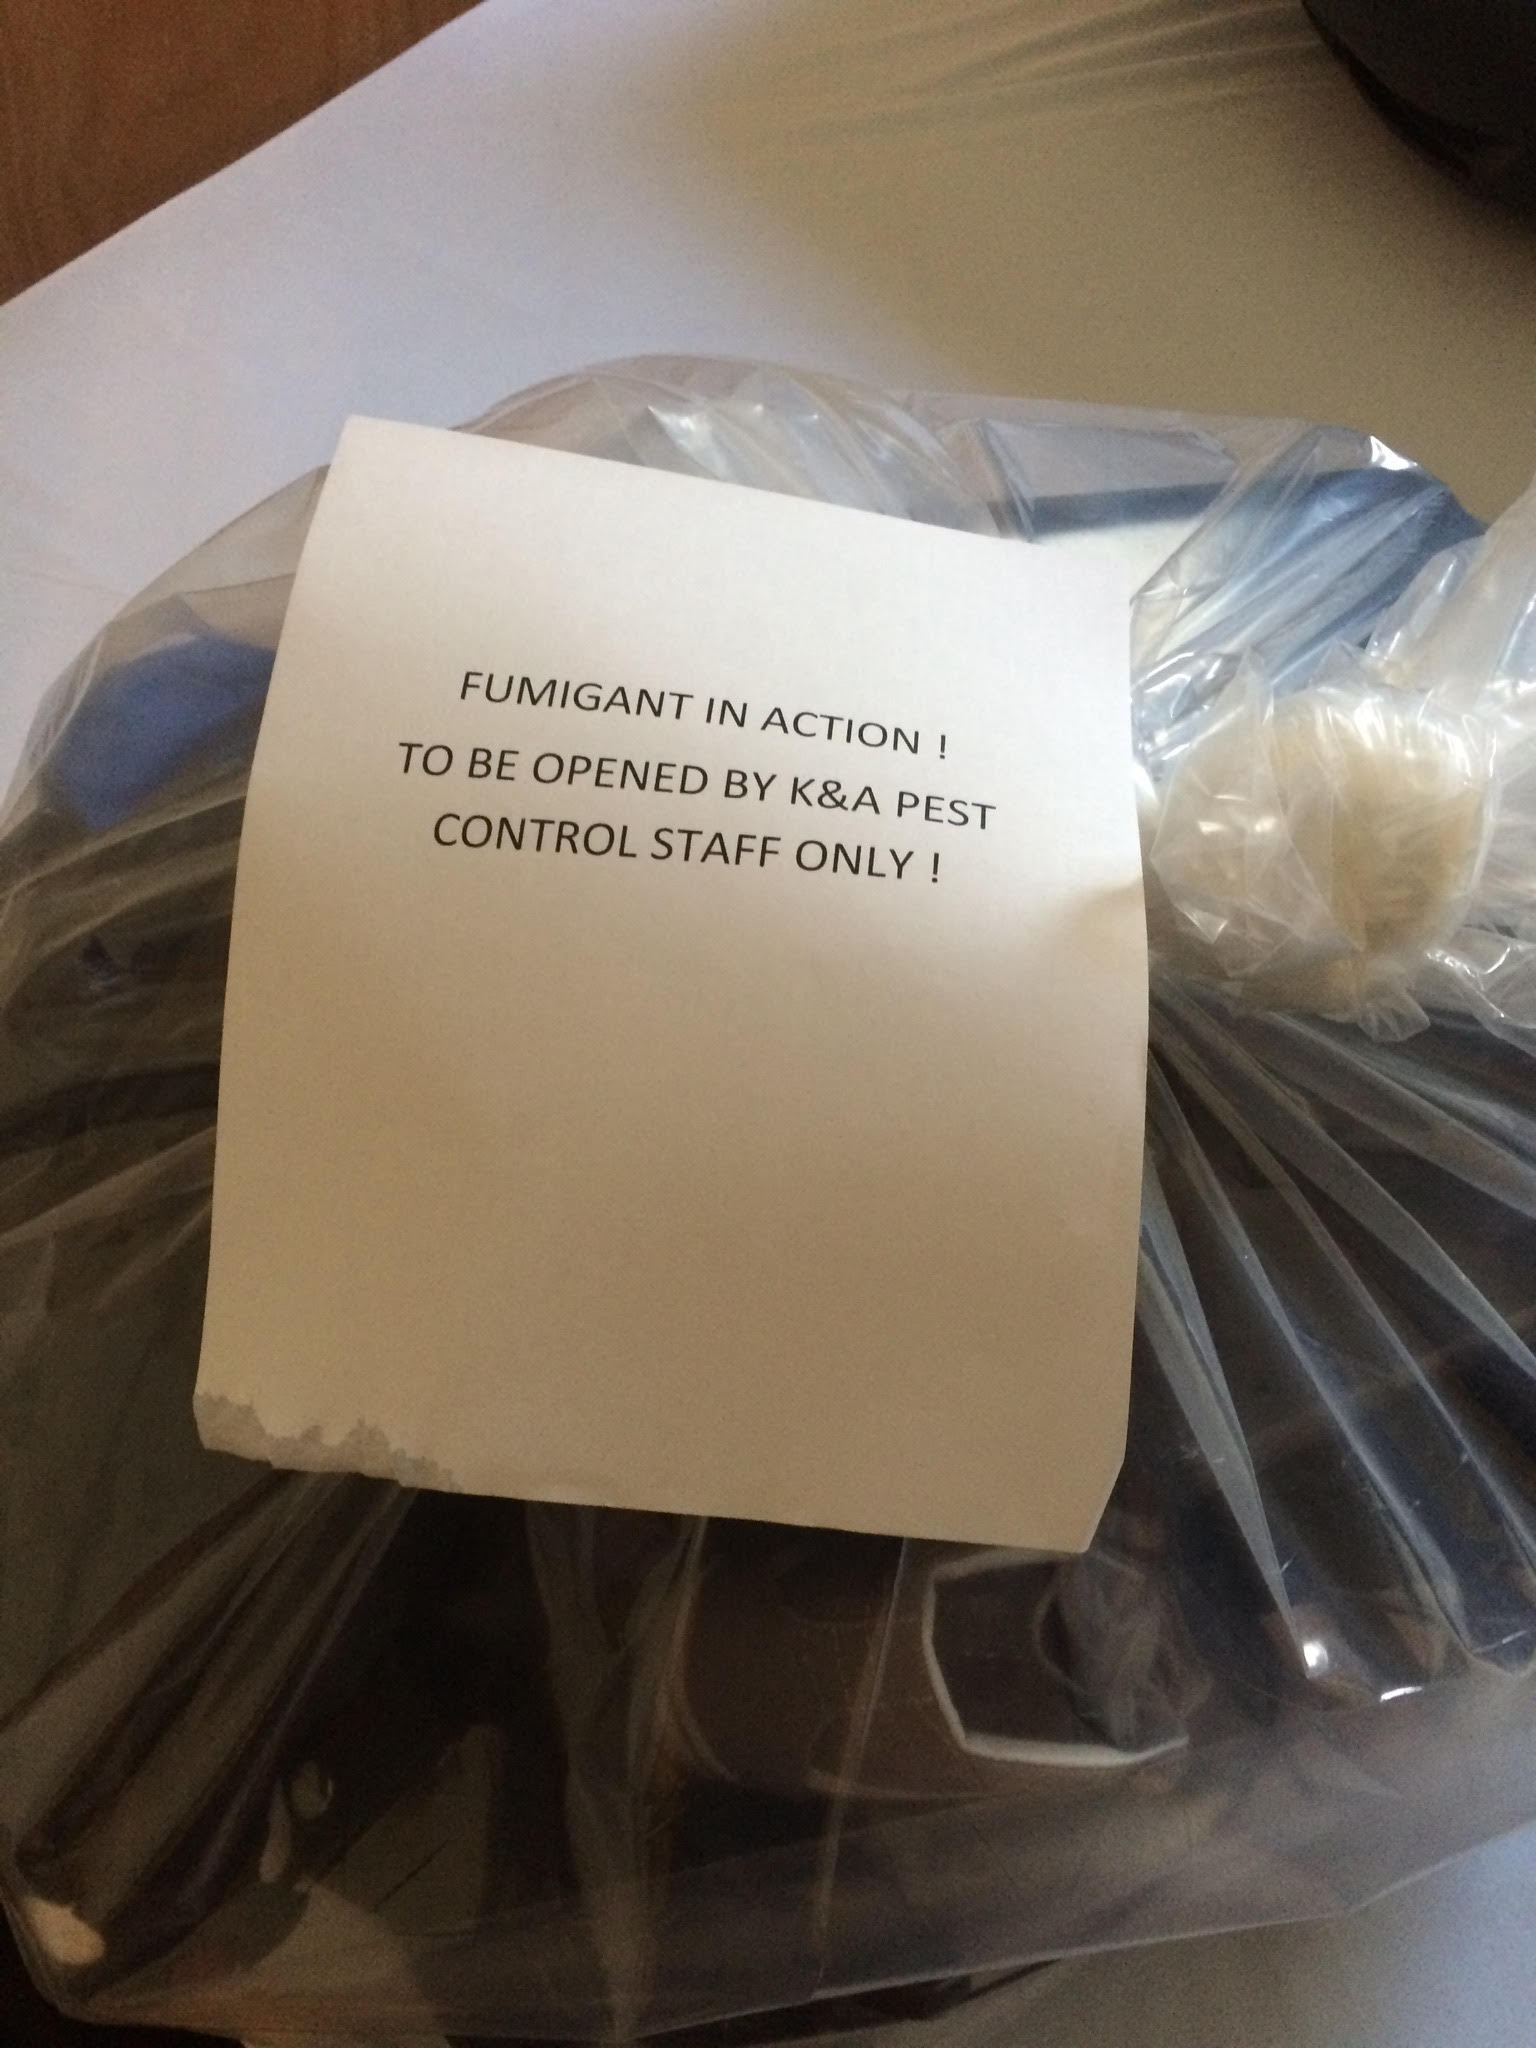 FUMIGANT IN ACTION !
TO BE OPENED BY K&A PEST
CONTROL STAFF ONLY !